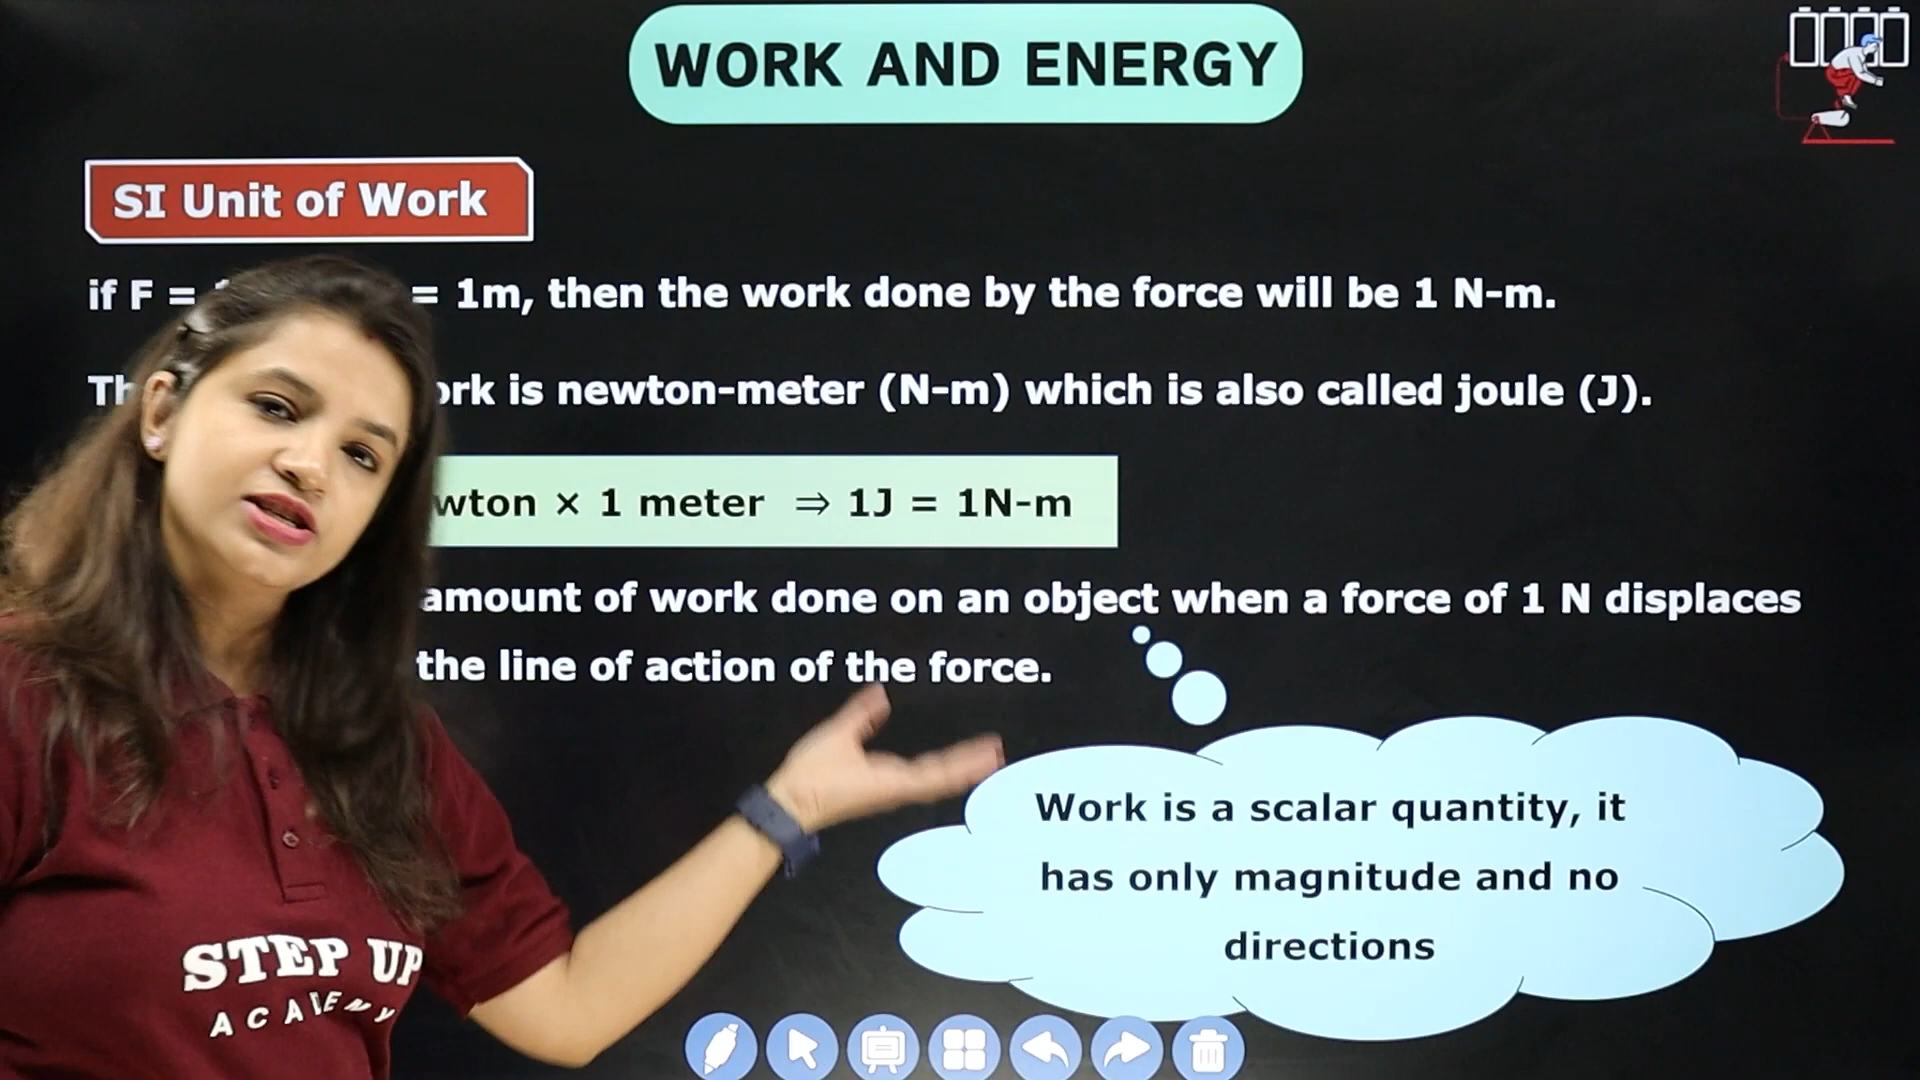 WORK AND ENERGY
SI Unit of Work
if F = = 1m, then the work done by the force will be 1 N-m.
is newton-meter (N-m) which is also called joule (J).
× 1 meter ⇒ 1J = 1N-m
amount of work done on an object when a force of 1 N displaces
the line of action of the force.
Work is a scalar quantity, it
has only magnitude and no
directions
STEP UP
ACADEMY